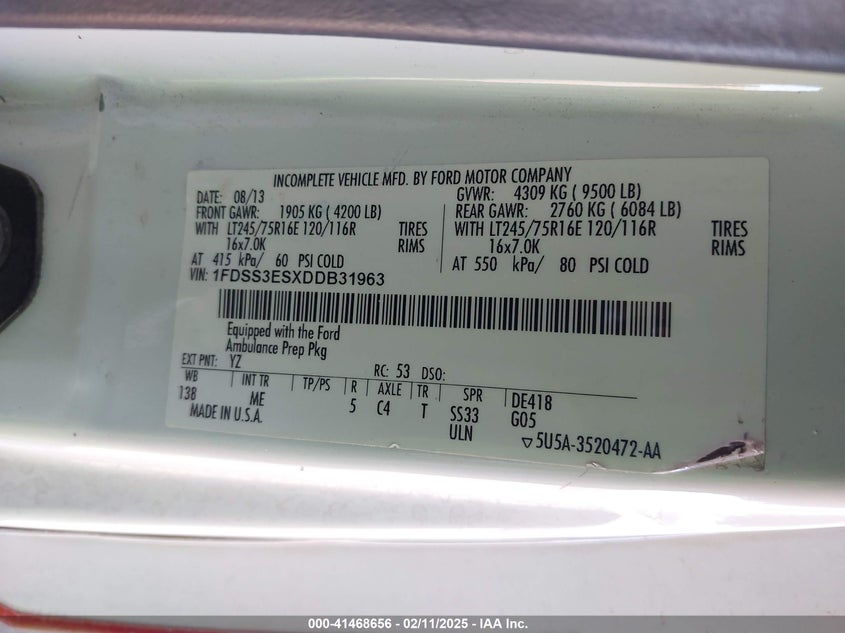 INCOMPLETE VEHICLE MFD. BY FORD MOTOR COMPANY
DATE: 08/13 GVWR: 4309 KG ( 9500 LB)
FRONT GAWR: 1905 KG ( 4200 LB) REAR GAWR: 2760 KG ( 6084 LB)
WITH LT245/75R16E 120/116R TIRES WITH LT245/75R16E 120/116R TIRES
16x7.0K RIMS 16x7.0K RIMS
AT 415 kPa/ 60 PSI COLD AT 550 kPa/ 80 PSI COLD
VIN: 1FDSS3ESXDDB31963
Equipped with the Ford
Ambulance Prep Pkg
EXT PNT: YZ RC: 53 DSO:
WB INT TR TP/PS R AXLE TR SPR DE418
138 ME 5 C4 T SS33 G05
MADE IN U.S.A. ULN ▽5U5A-3520472-AA
000-41468656 - 02/11/2025 - IAA Inc.